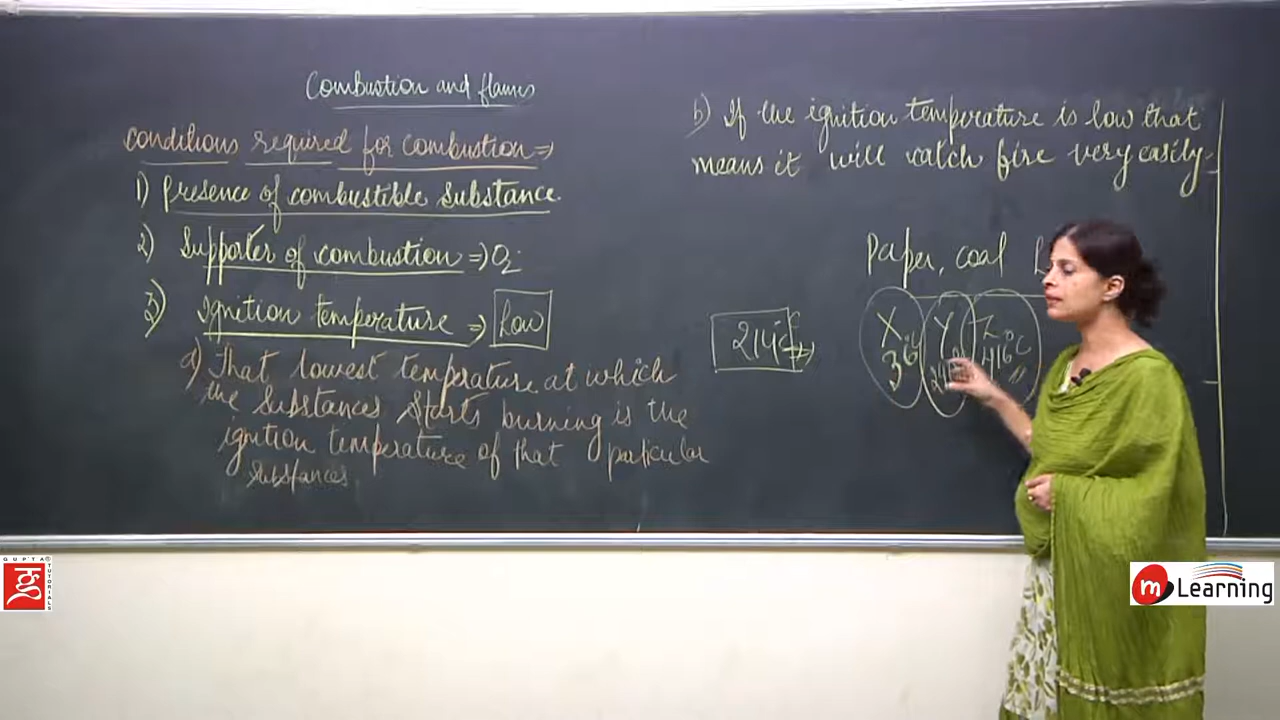 Combustion and flames
Conditions required for combustion ⇒
1) Presence of combustible substance.
2) Supporter of combustion ⇒ O2
3) Ignition temperature ⇒ Low
a) That lowest temperature at which
the substances starts burning is the
ignition temperature of that particular
substances
b) If the ignition temperature is low that
means it will catch fire very easily.
Paper, coal
X Y Z
36 416°C
214°C
GUPTA
TUTORIALS
m Learning